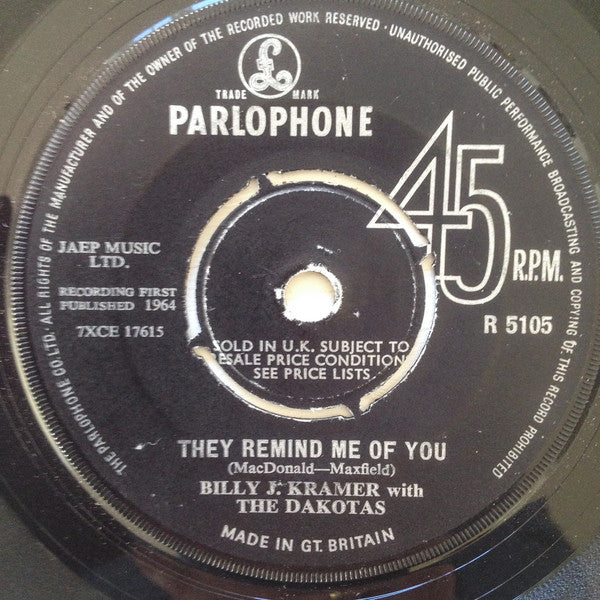 ALL RIGHTS OF THE MANUFACTURER AND OF THE OWNER OF THE RECORDED WORK RESERVED · UNAUTHORISED PUBLIC PERFORMANCE BROADCASTING AND COPYING OF THIS RECORD PROHIBITED
THE PARLOPHONE CO. LTD.
£
TRADE MARK
PARLOPHONE
45
R.P.M.
JAEP MUSIC
LTD.
RECORDING FIRST
PUBLISHED 1964
7XCE 17615
R 5105
SOLD IN U.K. SUBJECT TO
RESALE PRICE CONDITIONS
SEE PRICE LISTS
THEY REMIND ME OF YOU
(MacDonald—Maxfield)
BILLY J. KRAMER with
THE DAKOTAS
MADE IN GT. BRITAIN